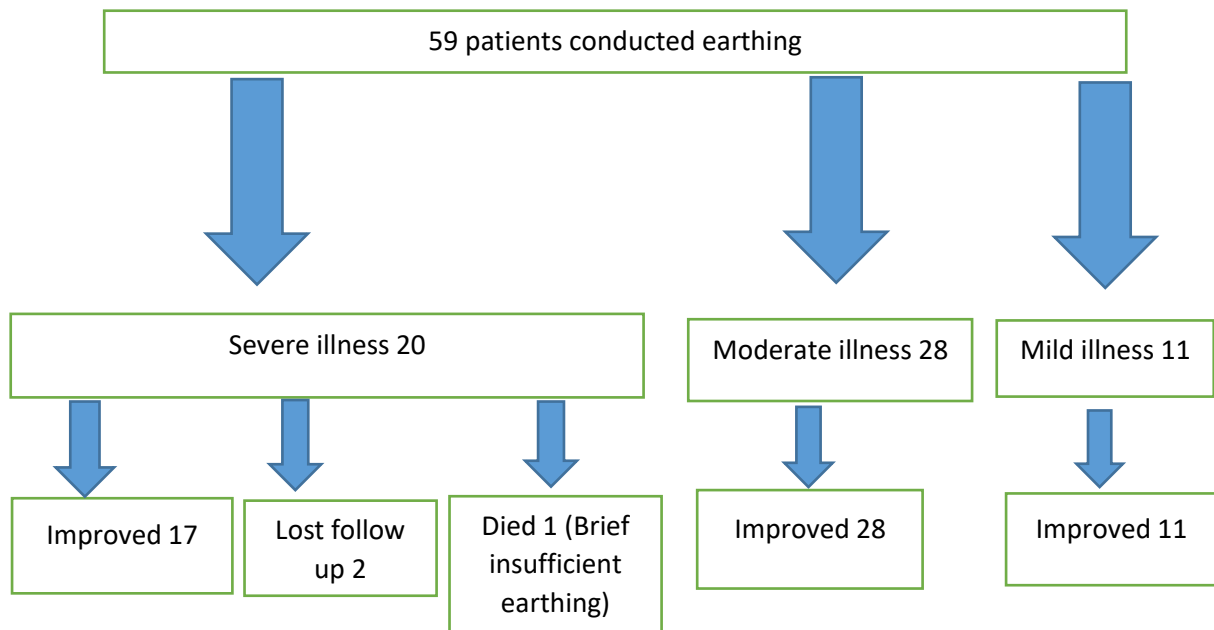 59 patients conducted earthing
Severe illness 20
Moderate illness 28
Mild illness 11
Improved 17
Lost follow
up 2
Died 1 (Brief
insufficient
earthing)
Improved 28
Improved 11